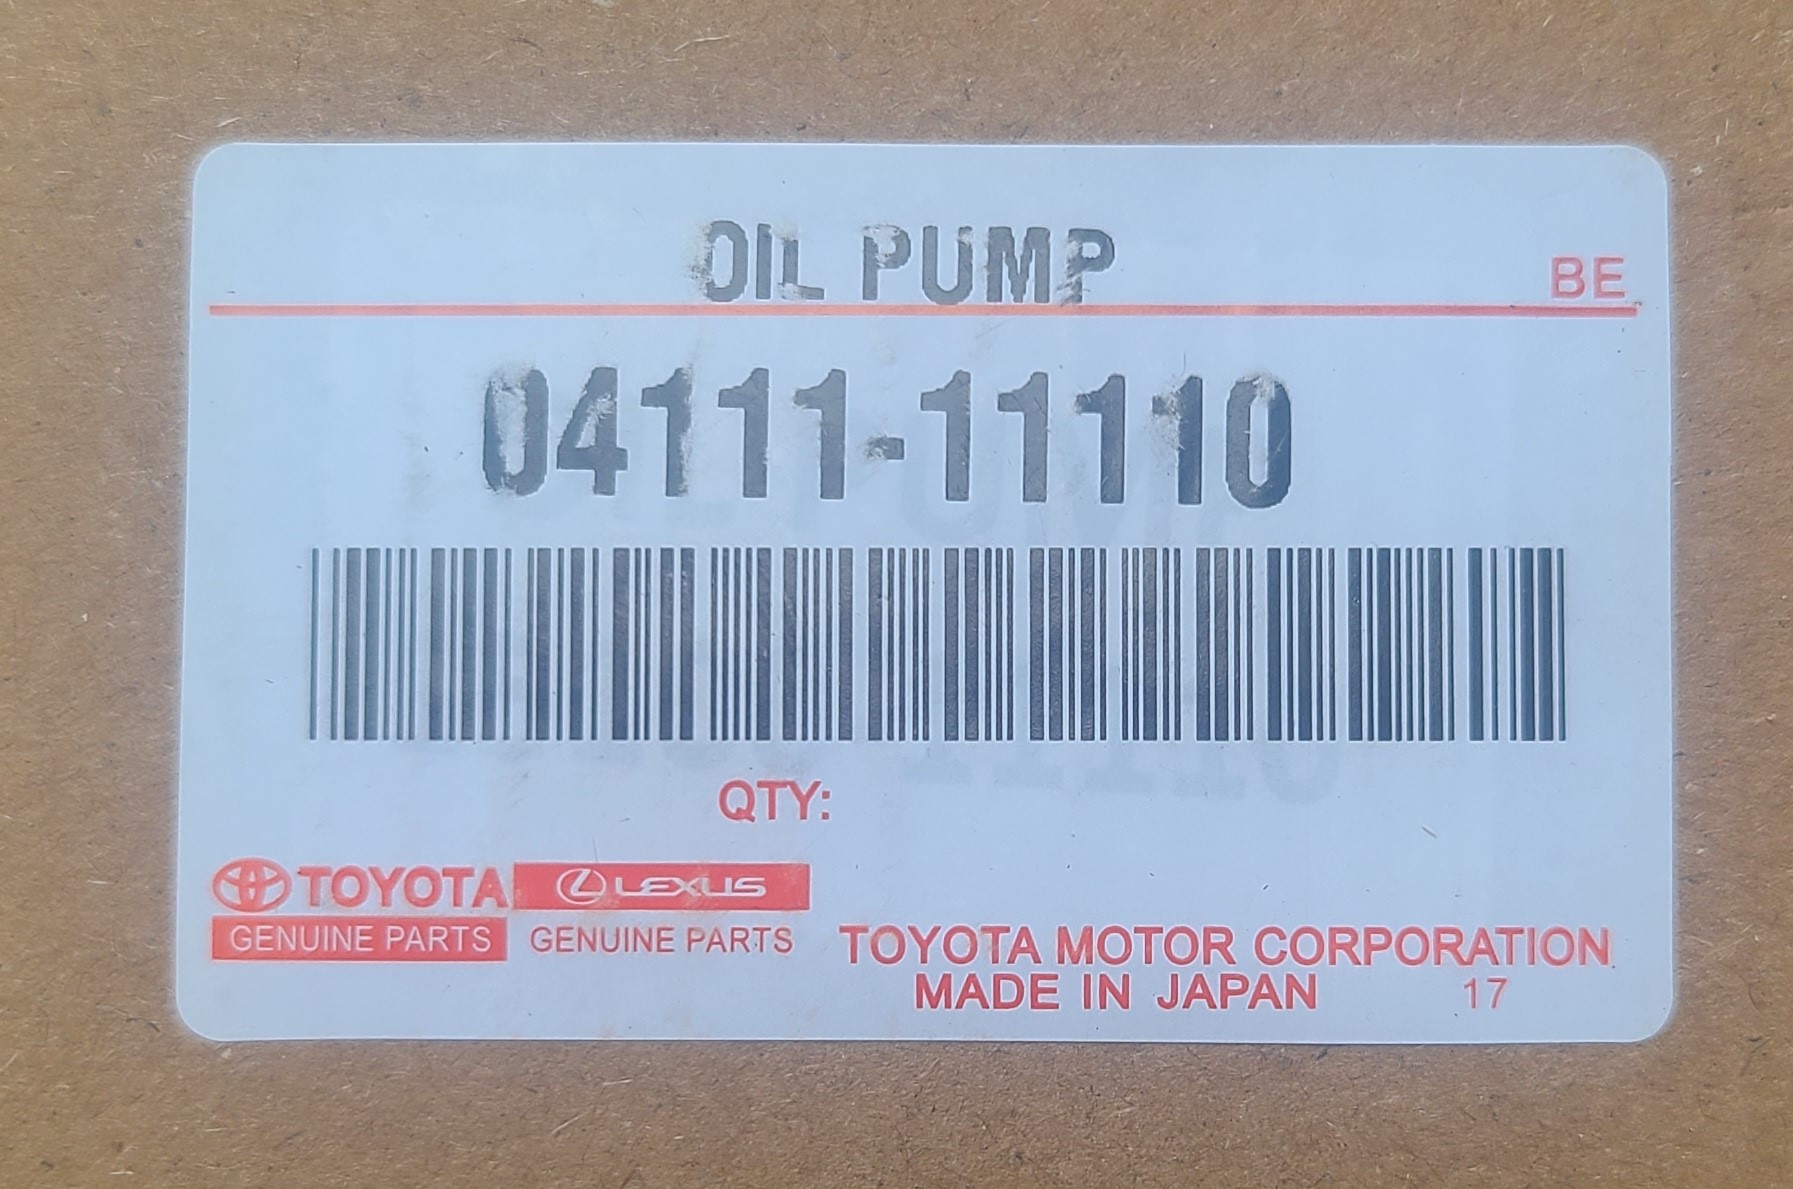 OIL PUMP
BE
04111-11110
QTY:
TOYOTA LEXUS
GENUINE PARTS GENUINE PARTS
TOYOTA MOTOR CORPORATION
MADE IN JAPAN 17